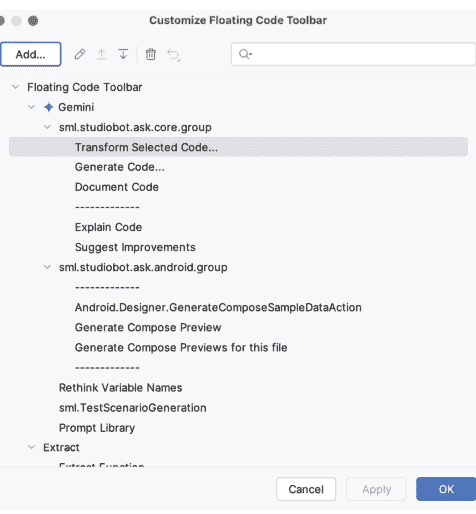 Customize Floating Code Toolbar
Add...
Floating Code Toolbar
Gemini
sml.studiobot.ask.core.group
Transform Selected Code...
Generate Code...
Document Code
-------------
Explain Code
Suggest Improvements
sml.studiobot.ask.android.group
-------------
Android.Designer.GenerateComposeSampleDataAction
Generate Compose Preview
Generate Compose Previews for this file
-------------
Rethink Variable Names
sml.TestScenarioGeneration
Prompt Library
Extract
Extract Function
Cancel
Apply
OK